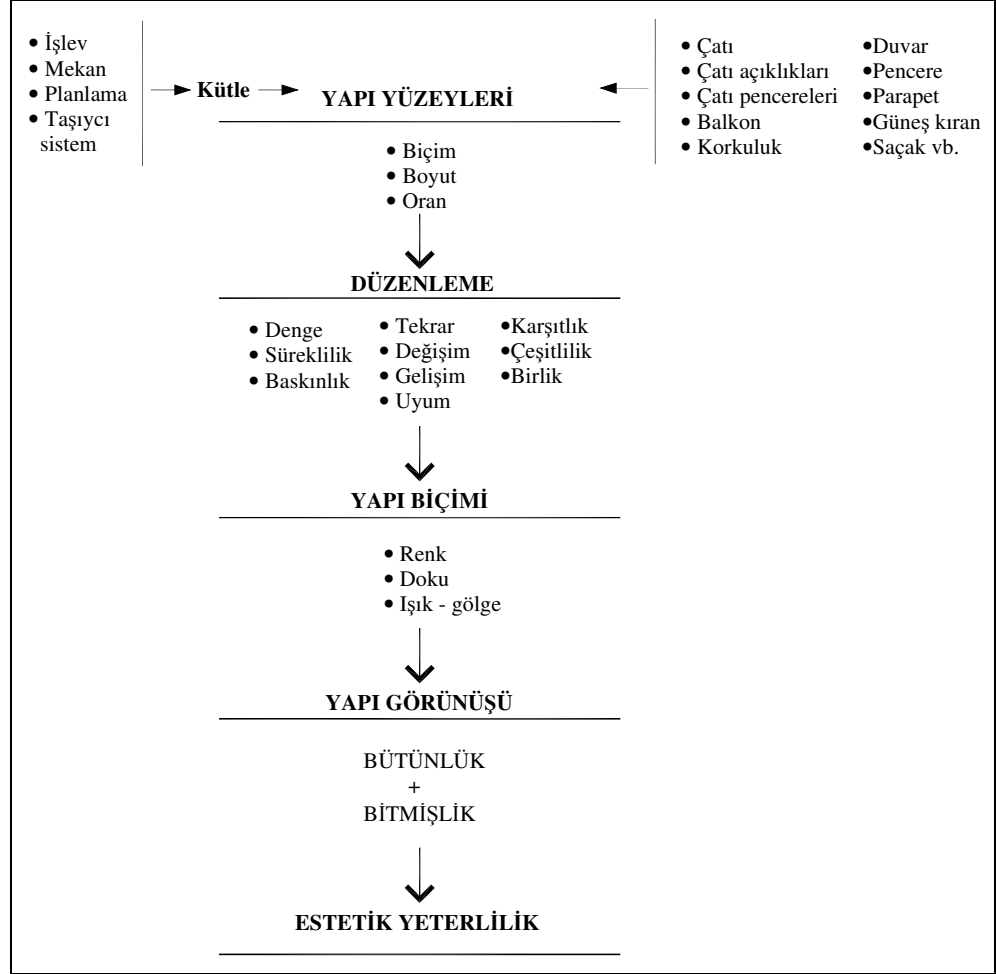 • İşlev
• Mekan
• Planlama
• Taşıycı
sistem
Kütle
YAPI YÜZEYLERİ
• Çatı
• Çatı açıklıkları
• Çatı pencereleri
• Balkon
• Korkuluk
•Duvar
•Pencere
•Parapet
•Güneş kıran
•Saçak vb.
• Biçim
• Boyut
• Oran
DÜZENLEME
• Denge
• Süreklilik
• Baskınlık
• Tekrar
• Değişim
• Gelişim
• Uyum
•Karşıtlık
•Çeşitlilik
•Birlik
YAPI BİÇİMİ
• Renk
• Doku
• Işık - gölge
YAPI GÖRÜNÜŞÜ
BÜTÜNLÜK
+
BİTMİŞLİK
ESTETİK YETERLİLİK